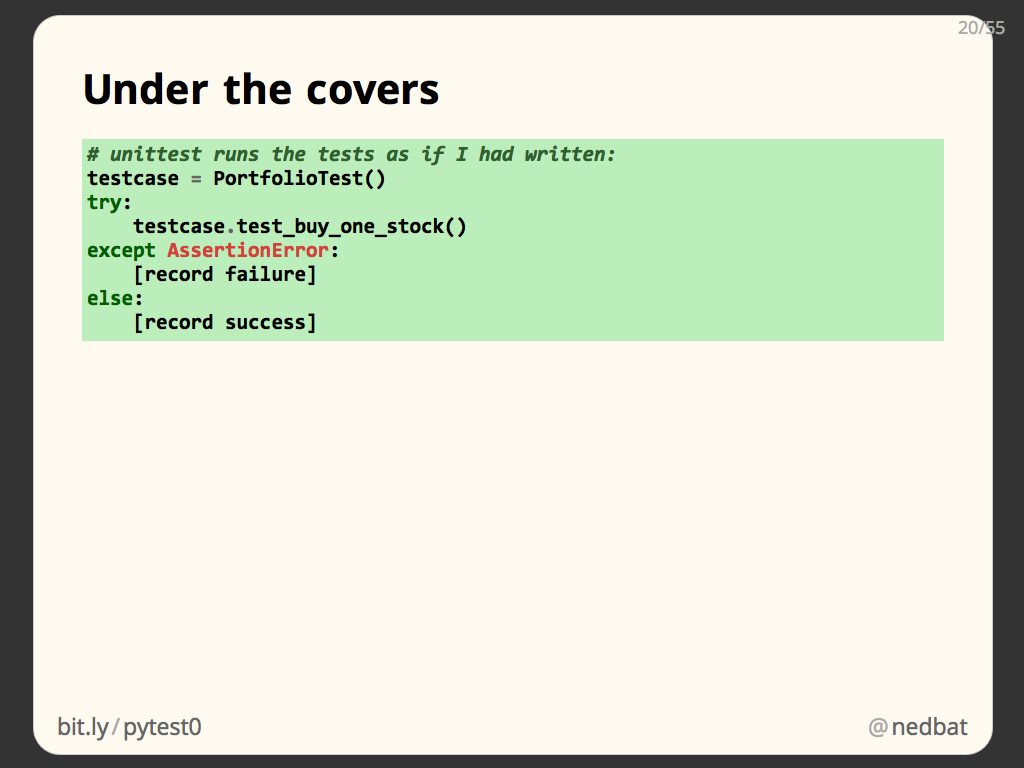 20/55
Under the covers
# unittest runs the tests as if I had written:
testcase = PortfolioTest()
try:
    testcase.test_buy_one_stock()
except AssertionError:
    [record failure]
else:
    [record success]
bit.ly/pytest0
@nedbat